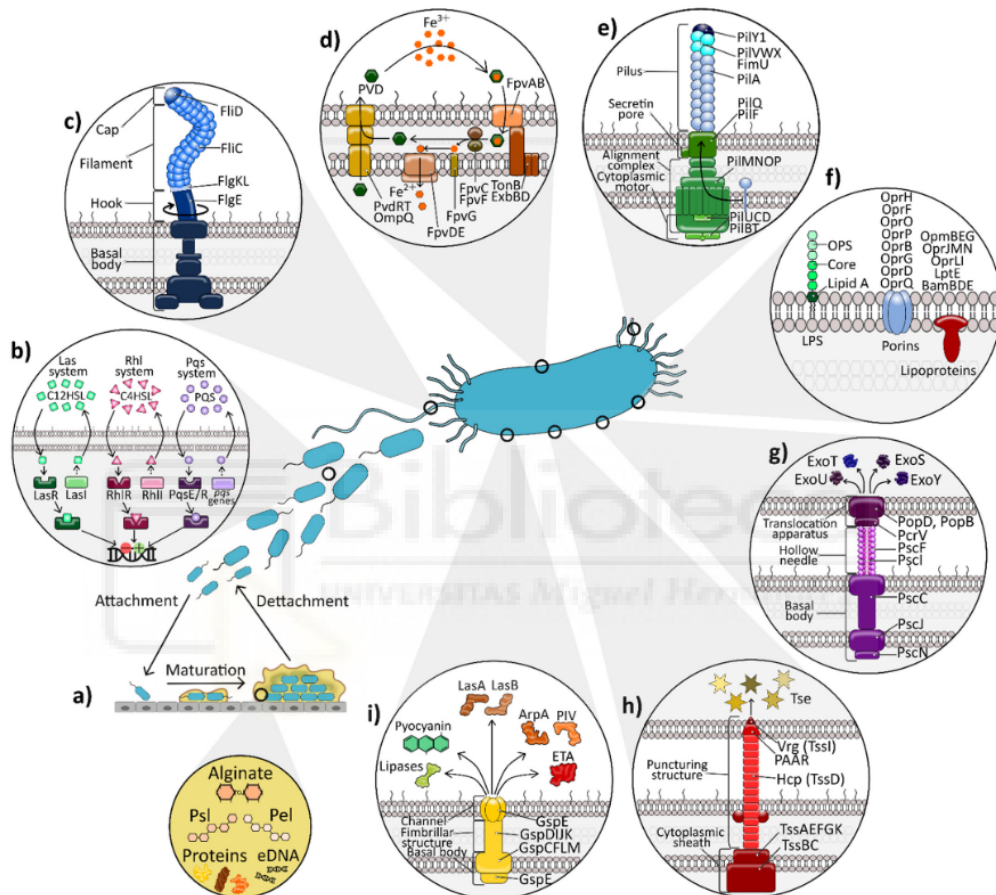 d)
Fe3+
PVD
FpvAB
Fe2+
PvdRT
OmpQ
FpvC
FpvF
FpvG
FpvDE
TonB
ExbBD
e)
PilY1
PilVWX
FimU
PilA
Pilus
Secretin
pore
PilQ
PilF
Alignment
complex
Cytoplasmic
motor
PilMNOP
PilUCD
PilBT
c)
Cap
FliD
Filament
FliC
FlgKL
Hook
FlgE
Basal
body
f)
OprH
OprF
OprO
OprP
OprB
OprG
OprD
OprQ
OpmBEG
OprJMN
OprLI
LptE
BamBDE
OPS
Core
Lipid A
LPS
Porins
Lipoproteins
b)
Las
system
C12HSL
Rhl
system
C4HSL
Pqs
system
PQS
LasR
LasI
RhlR
RhlI
PqsE/R
pqs
genes
g)
ExoT
ExoS
ExoU
ExoY
Translocation
apparatus
PopD, PopB
PcrV
Hollow
needle
PscF
PscI
Basal
body
PscC
PscJ
PscN
Bibliotec
UNIVERSITAS Miguel Hern
Attachment
Dettachment
Maturation
a)
Alginate
Psl
Pel
Proteins
eDNA
i)
LasA
LasB
Pyocyanin
ArpA
PIV
Lipases
ETA
Channel
Fimbrillar
structure
Basal body
GspE
GspDIJK
GspCFLM
GspE
h)
Tse
Vrg (TssI)
PAAR
Puncturing
structure
Hcp (TssD)
Cytoplasmic
sheath
TssAEFGK
TssBC